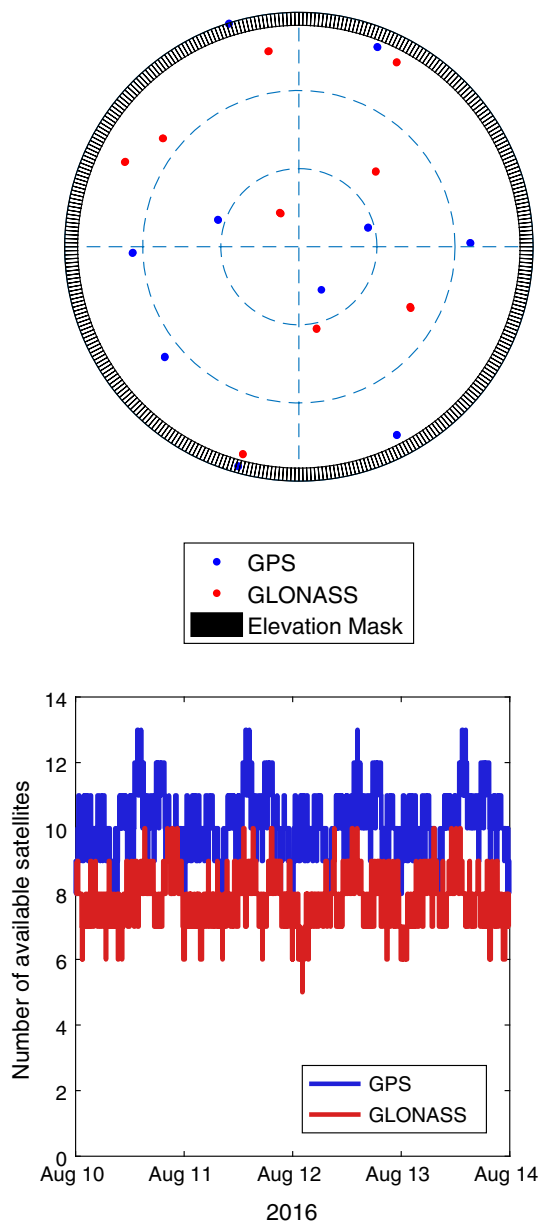 GPS
GLONASS
Elevation Mask
14
12
10
8
6
4
2
0
Number of available satellites
GPS
GLONASS
Aug 10 Aug 11 Aug 12 Aug 13 Aug 14
2016